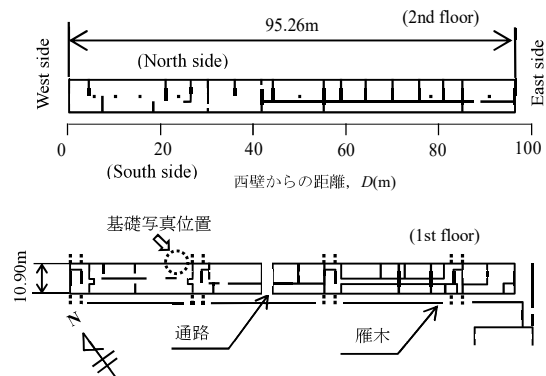 95.26m
(2nd floor)
West side
(North side)
East side
0
20
40
60
80
100
(South side)
西壁からの距離，D(m)
基礎写真位置
(1st floor)
10.90m
N
通路
雁木